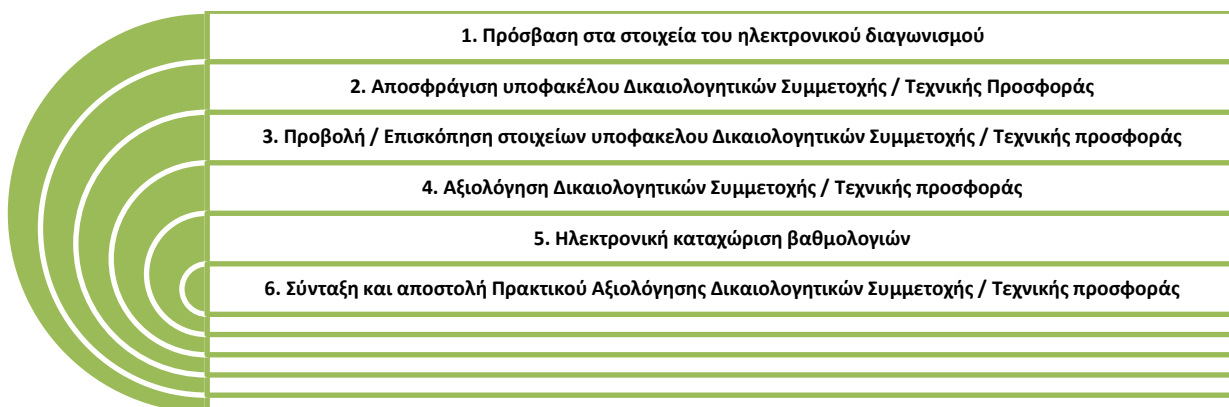 1. Πρόσβαση στα στοιχεία του ηλεκτρονικού διαγωνισμού
2. Αποσφράγιση υποφακέλου Δικαιολογητικών Συμμετοχής / Τεχνικής Προσφοράς
3. Προβολή / Επισκόπηση στοιχείων υποφακελου Δικαιολογητικών Συμμετοχής / Τεχνικής προσφοράς
4. Αξιολόγηση Δικαιολογητικών Συμμετοχής / Τεχνικής προσφοράς
5. Ηλεκτρονική καταχώριση βαθμολογιών
6. Σύνταξη και αποστολή Πρακτικού Αξιολόγησης Δικαιολογητικών Συμμετοχής / Τεχνικής προσφοράς